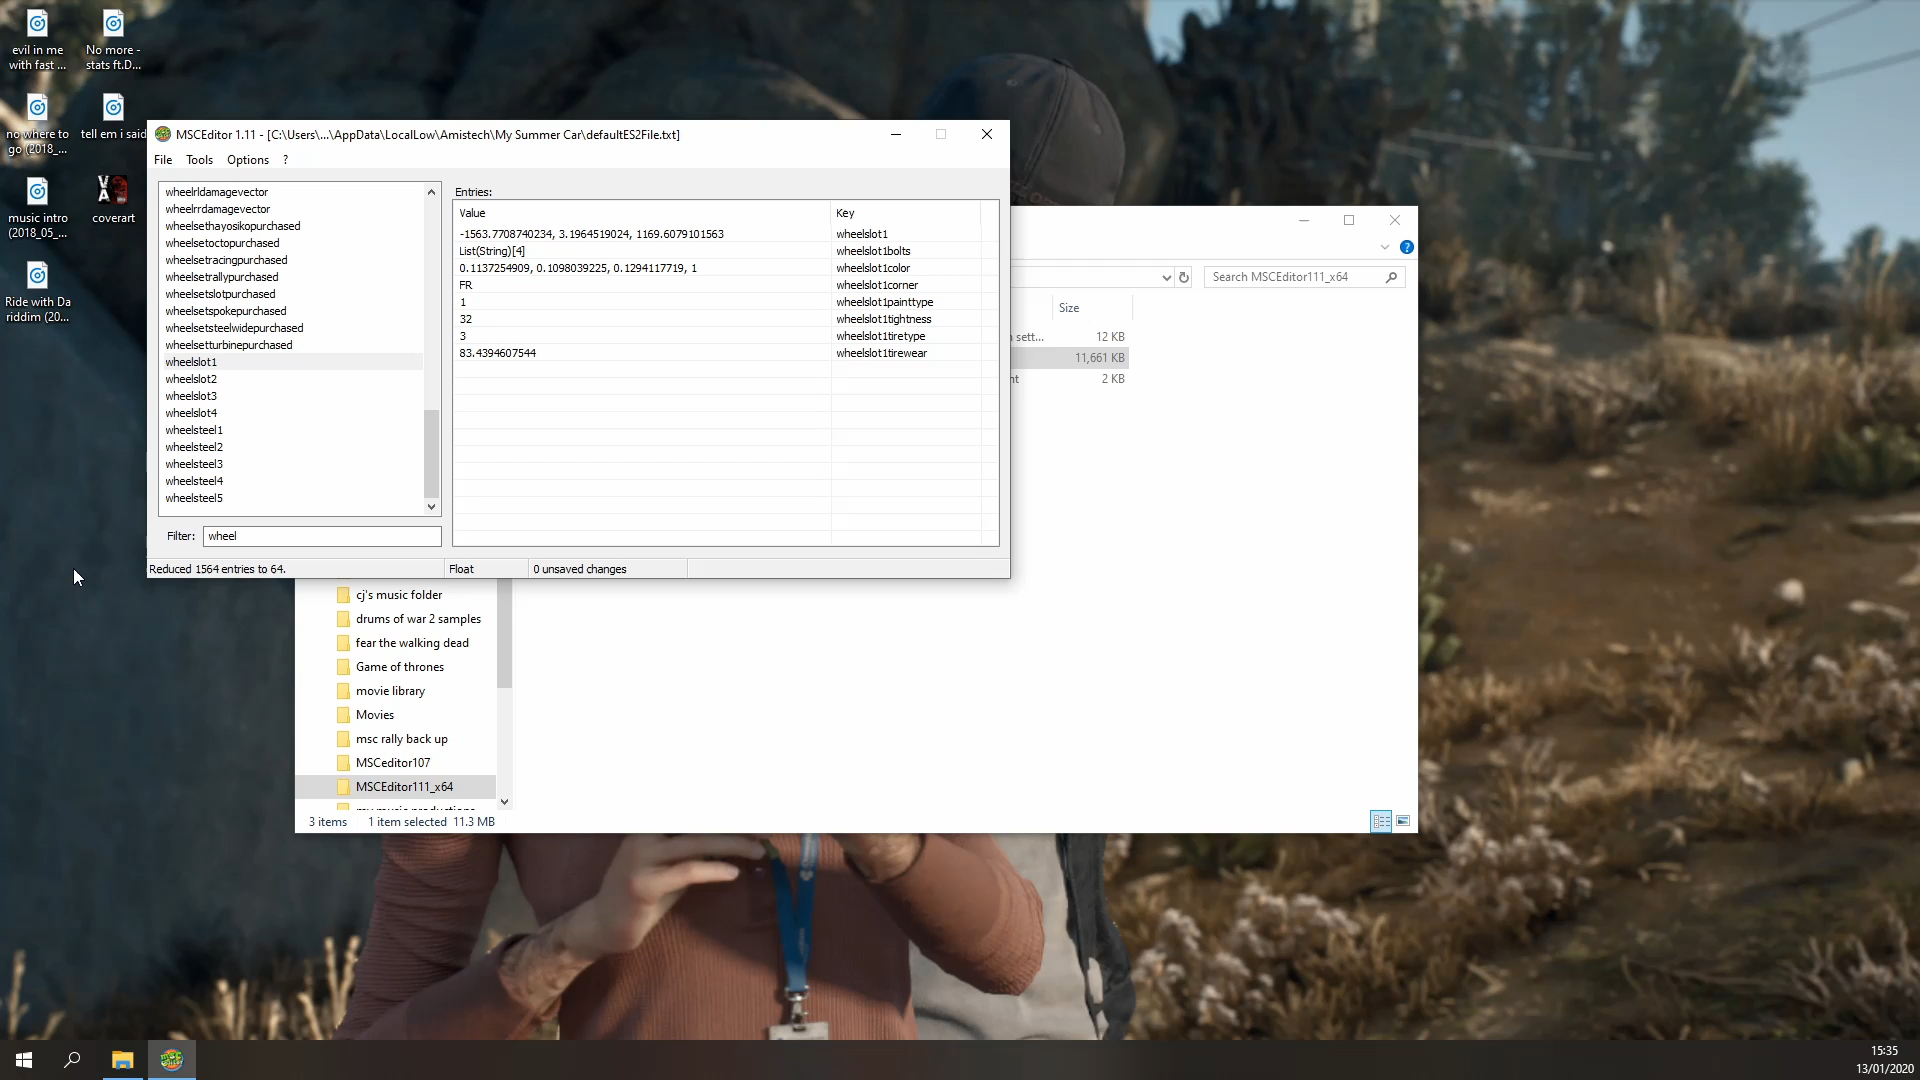 evil in me
with fast ...
No more -
stats ft.D...
no where to
go (2018_...
tell em i said
music intro
(2018_05_...
coverart
Ride with Da
riddim (20...
MSCEditor 1.11 - [C:\Users\...\AppData\LocalLow\Amistech\My Summer Car\defaultES2File.txt]
File Tools Options ?
wheelrldamagevector
wheelrrdamagevector
wheelsethayosikopurchased
wheelsetoctopurchased
wheelsetracingpurchased
wheelsetrallypurchased
wheelsetslotpurchased
wheelsetspokepurchased
wheelsetsteelwidepurchased
wheelsetturbinepurchased
wheelslot1
wheelslot2
wheelslot3
wheelslot4
wheelsteel1
wheelsteel2
wheelsteel3
wheelsteel4
wheelsteel5
Filter: wheel
Entries:
Value Key
-1563.7708740234, 3.1964519024, 1169.6079101563 wheelslot1
List(String)[4] wheelslot1bolts
0.1137254909, 0.1098039225, 0.1294117719, 1 wheelslot1color
FR wheelslot1corner
1 wheelslot1painttype
32 wheelslot1tightness
3 wheelslot1tiretype
83.4394607544 wheelslot1tirewear
Reduced 1564 entries to 64. Float 0 unsaved changes
Search MSCEditor111_x64
Size
sett... 12 KB
11,661 KB
2 KB
cj's music folder
drums of war 2 samples
fear the walking dead
Game of thrones
movie library
Movies
msc rally back up
MSCeditor107
MSCEditor111_x64
3 items 1 item selected 11.3 MB
15:35
13/01/2020